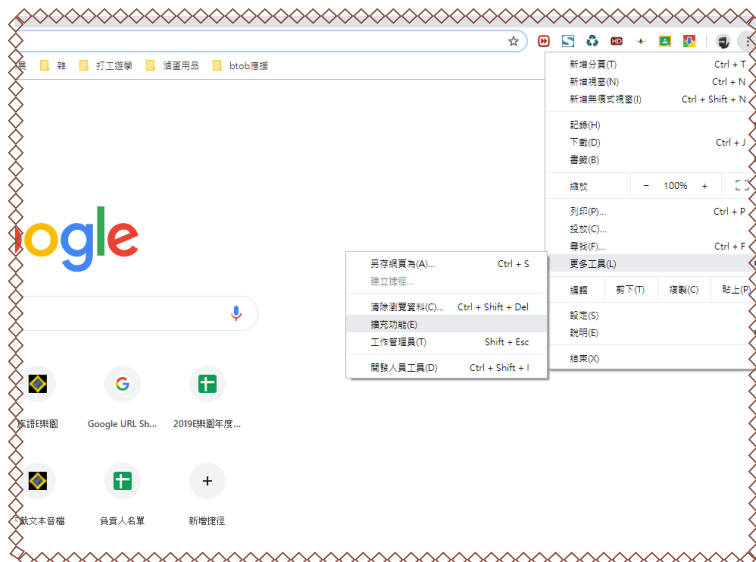 雜
打工遊學
滷蛋用品
btob應援
新增分頁(T) Ctrl + T
新增視窗(N) Ctrl + N
新增無痕式視窗(I) Ctrl + Shift + N
記錄(H)
下載(D) Ctrl + J
書籤(B)
縮放 - 100% +
列印(P)... Ctrl + P
投放(C)...
尋找(F)... Ctrl + F
更多工具(L)
編輯 剪下(T) 複製(C) 貼上(P)
設定(S)
說明(E)
結束(X)
另存網頁為(A)... Ctrl + S
建立捷徑...
清除瀏覽資料(C)... Ctrl + Shift + Del
擴充功能(E)
工作管理員(T) Shift + Esc
開發人員工具(D) Ctrl + Shift + I
ogle
族語E樂園
Google URL Sh...
2019E樂園年度...
下載文本音檔
負責人名單
新增捷徑